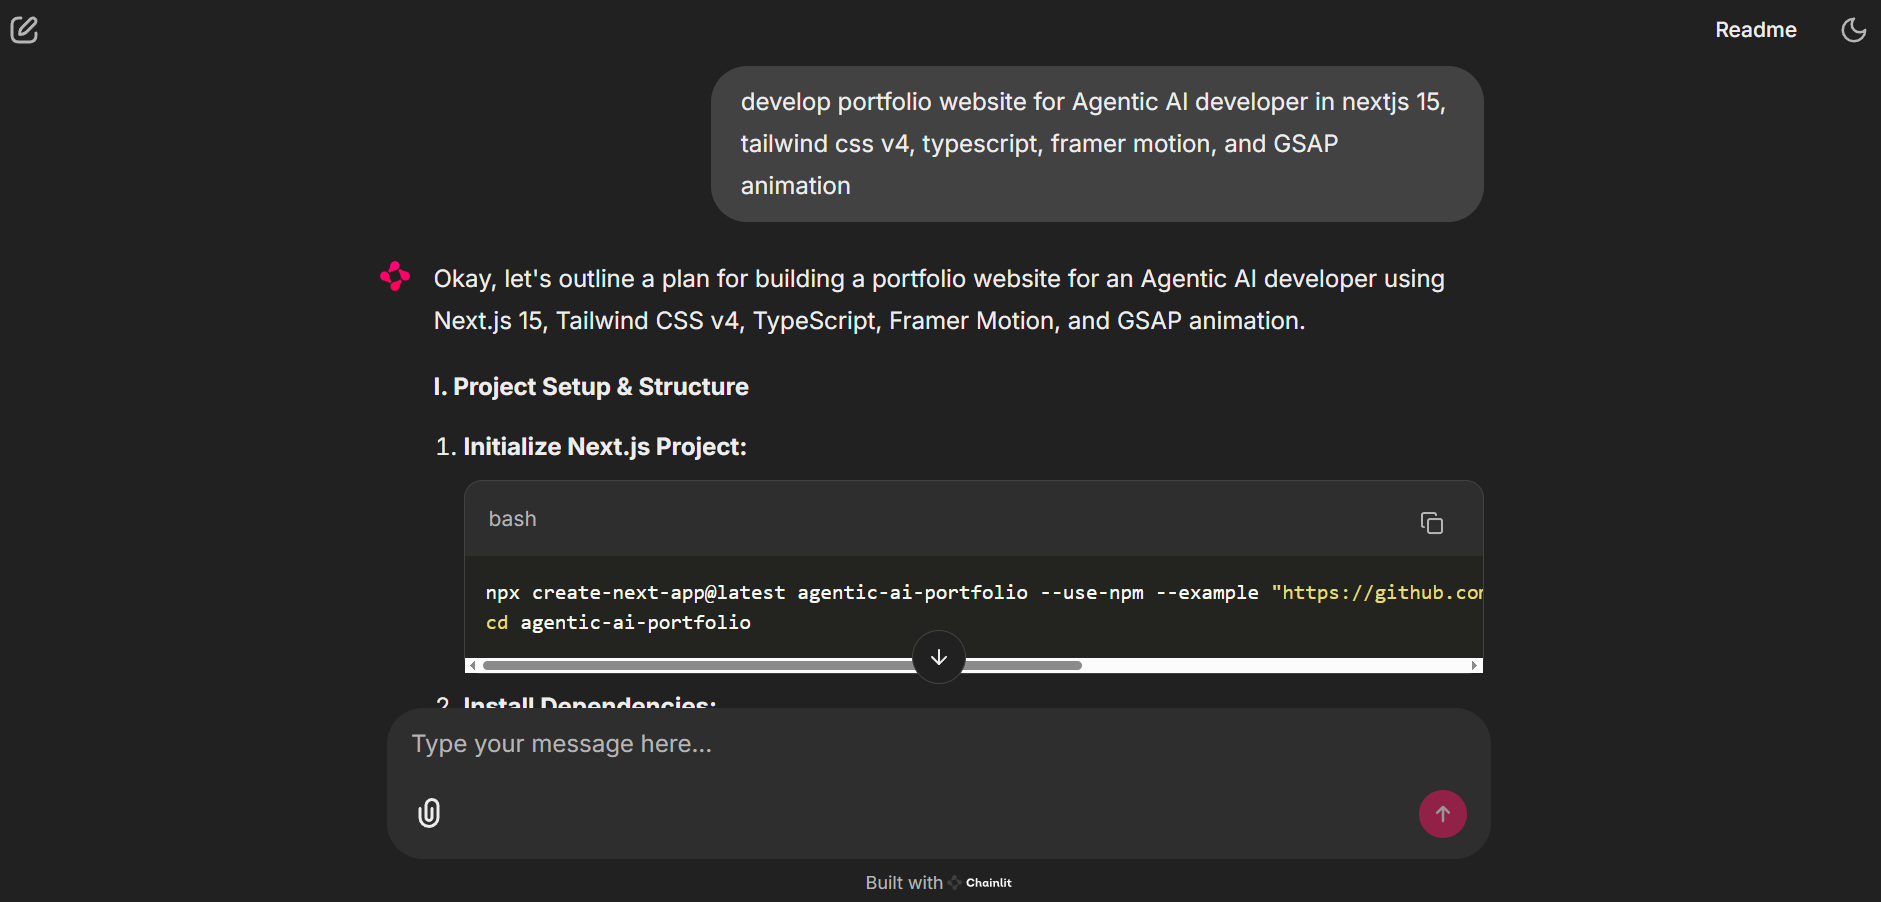 Readme
develop portfolio website for Agentic AI developer in nextjs 15,
tailwind css v4, typescript, framer motion, and GSAP
animation
Okay, let's outline a plan for building a portfolio website for an Agentic AI developer using
Next.js 15, Tailwind CSS v4, TypeScript, Framer Motion, and GSAP animation.
I. Project Setup & Structure
1. Initialize Next.js Project:
bash
npx create-next-app@latest agentic-ai-portfolio --use-npm --example "https://github.com
cd agentic-ai-portfolio
2. Install Dependencies:
Type your message here...
Built with Chainlit